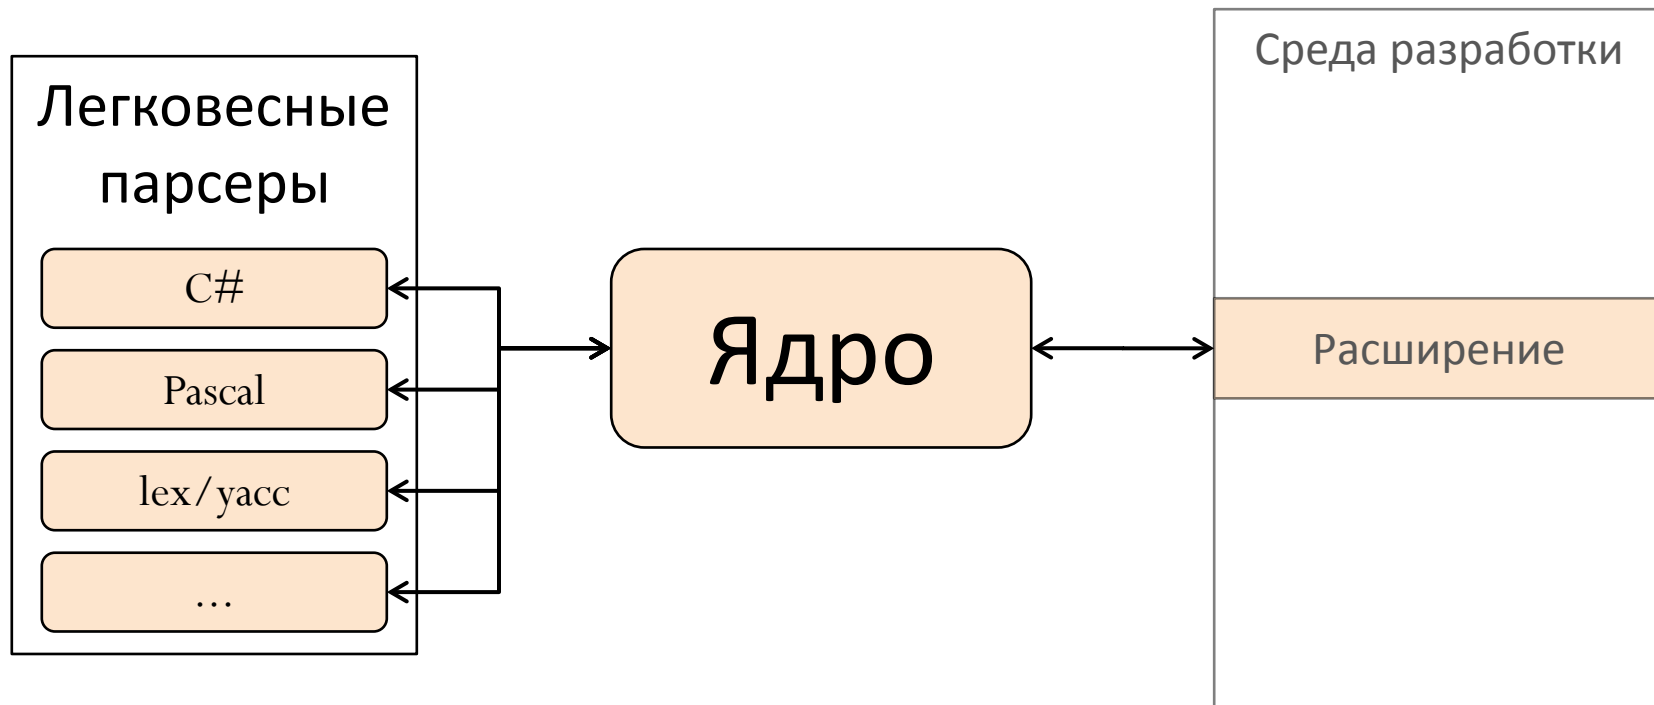 Легковесные
парсеры
C#
Pascal
lex/yacc
...
Ядро
Среда разработки
Расширение